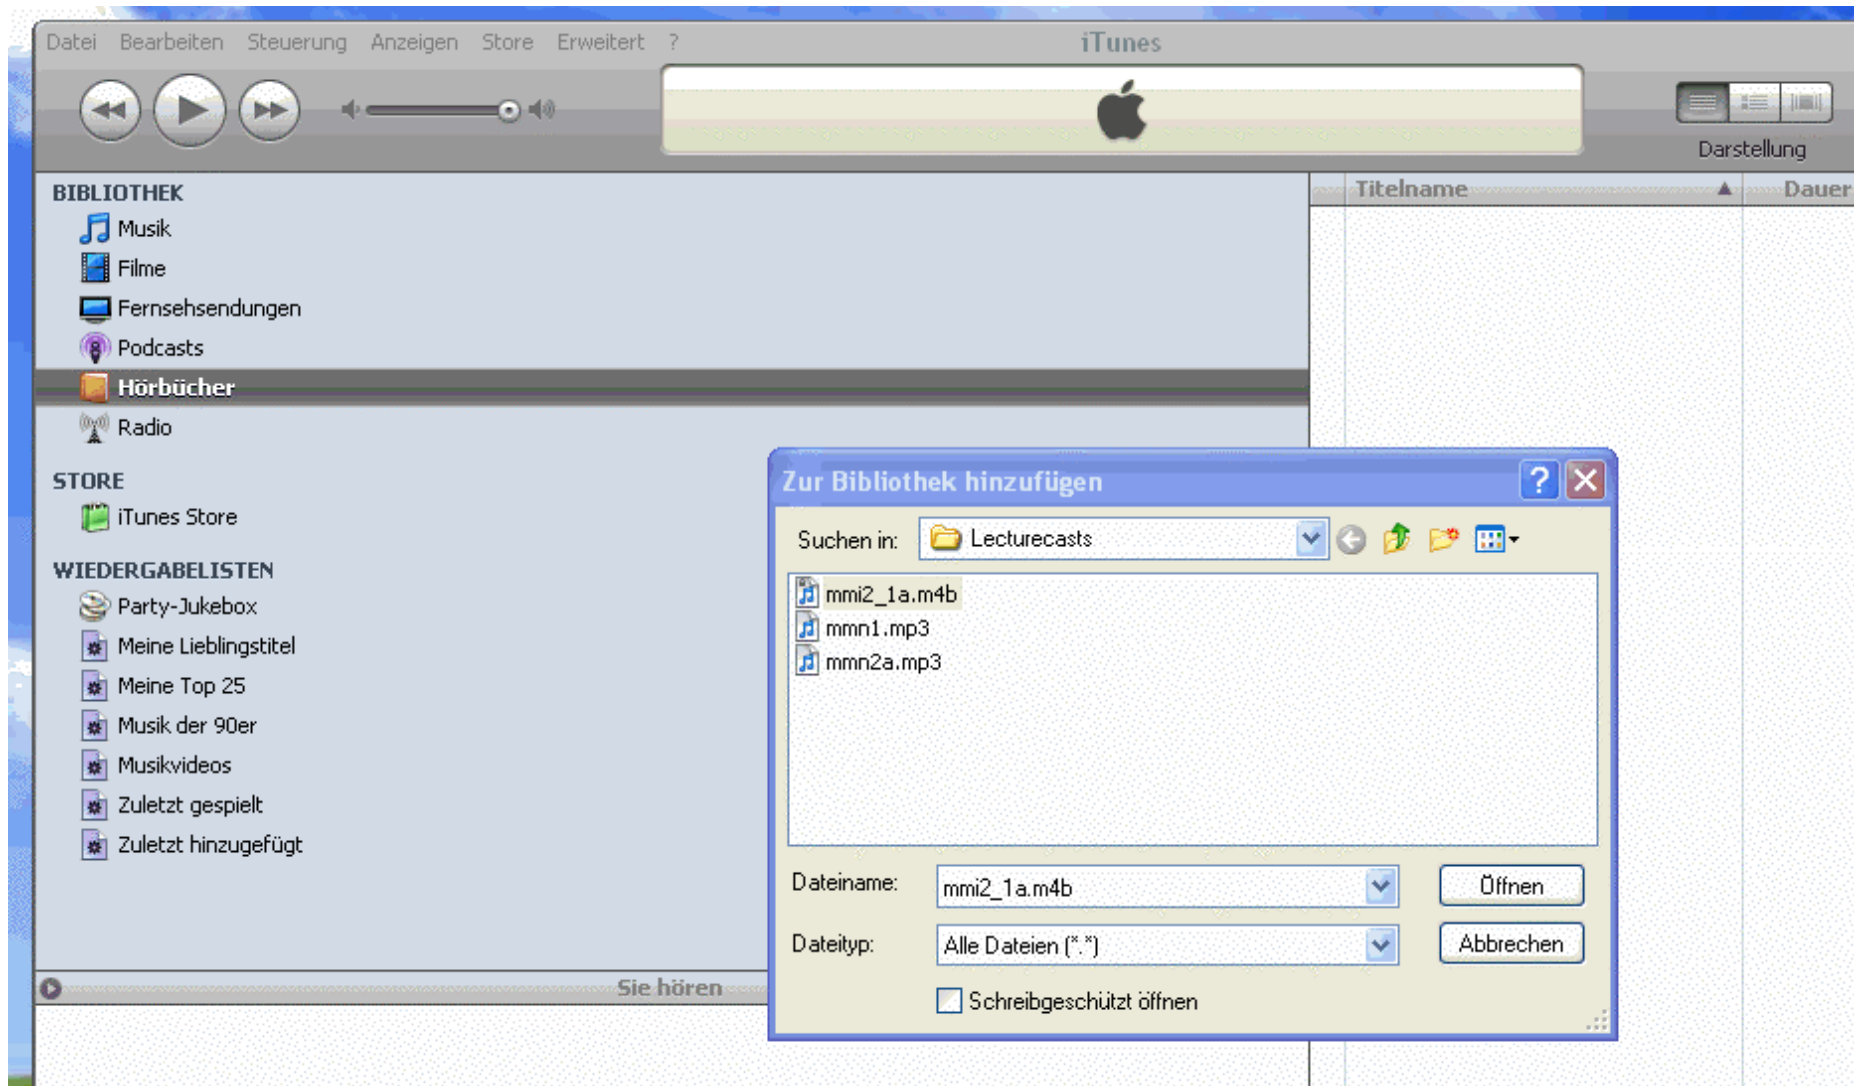 Datei Bearbeiten Steuerung Anzeigen Store Erweitert ?
iTunes
Darstellung
BIBLIOTHEK
Musik
Filme
Fernsehsendungen
Podcasts
Hörbücher
Radio
STORE
iTunes Store
WIEDERGABELISTEN
Party-Jukebox
Meine Lieblingstitel
Meine Top 25
Musik der 90er
Musikvideos
Zuletzt gespielt
Zuletzt hinzugefügt
Sie hören
Titelname Dauer
Zur Bibliothek hinzufügen
Suchen in: Lecturecasts
mmi2_1a.m4b
mmn1.mp3
mmn2a.mp3
Dateiname: mmi2_1a.m4b Öffnen
Dateityp: Alle Dateien (*.*) Abbrechen
Schreibgeschützt öffnen